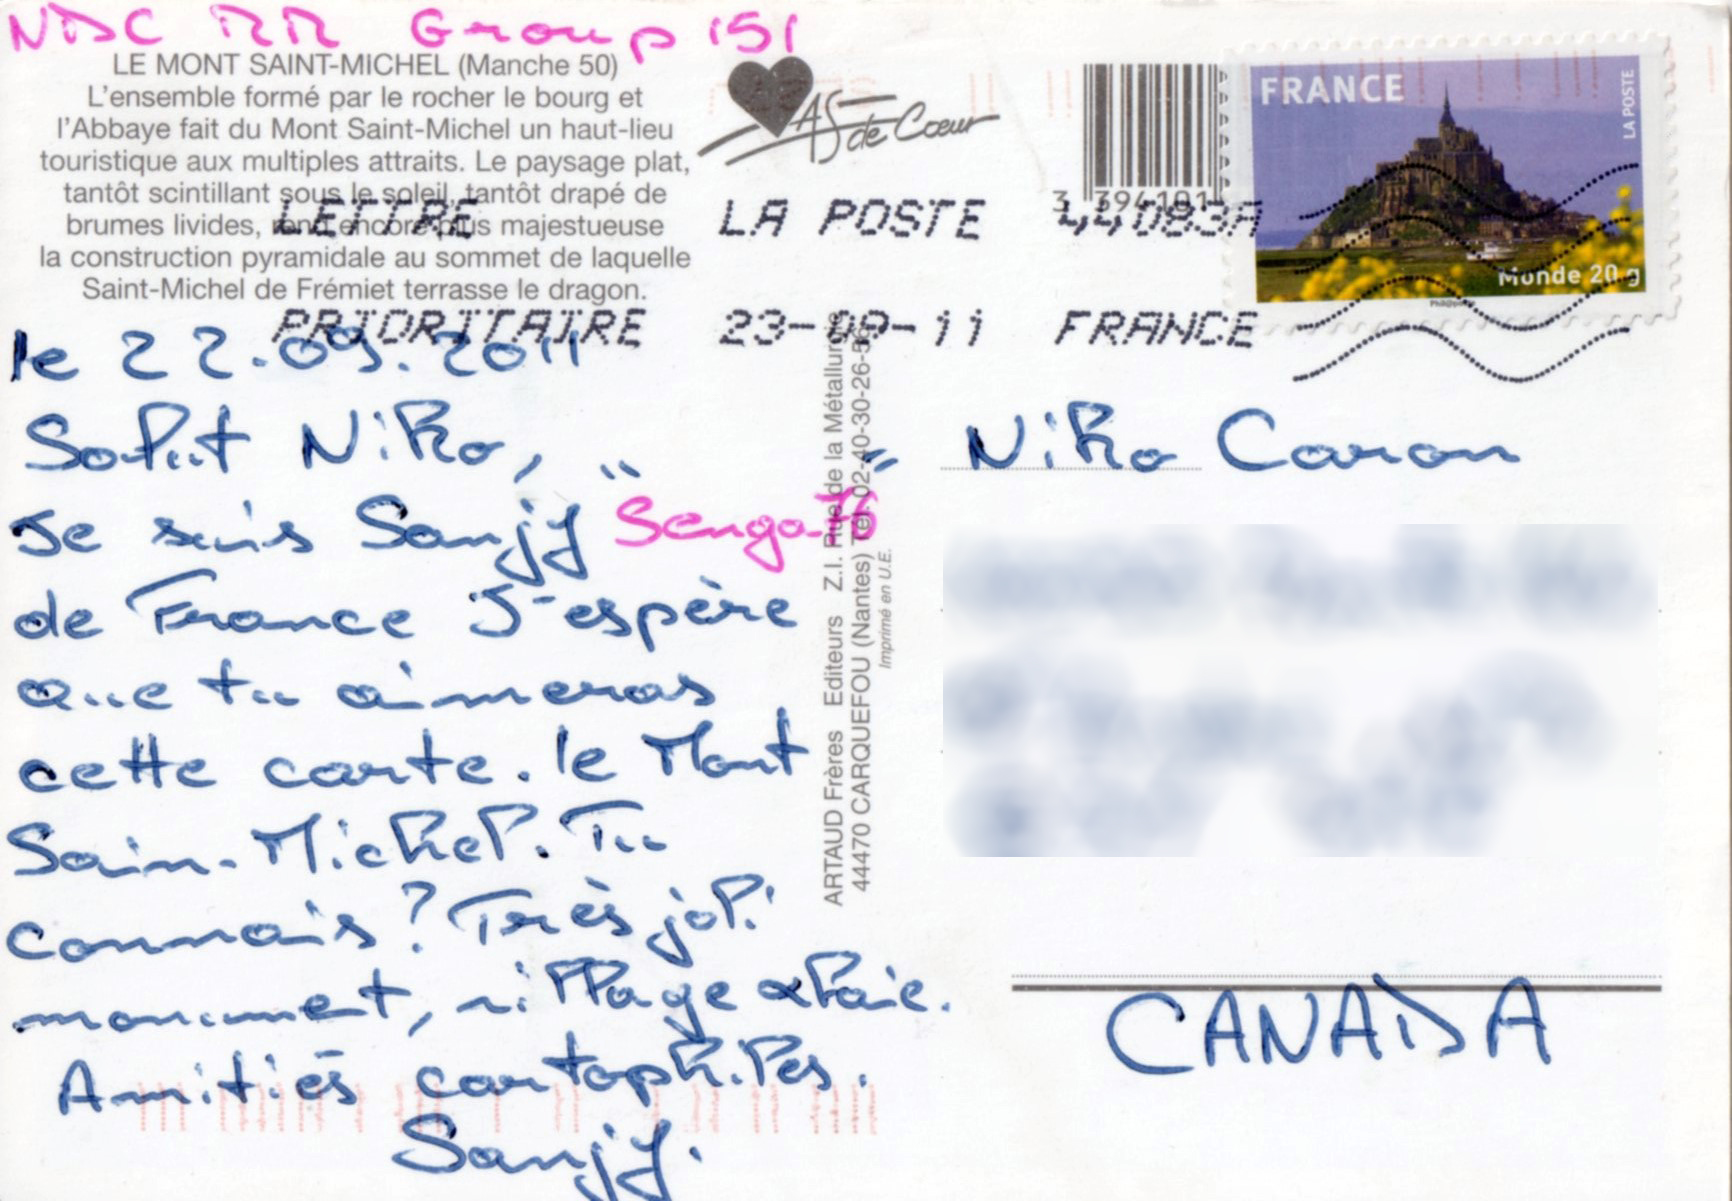 NDC RR Group 151
LE MONT SAINT-MICHEL (Manche 50)
L'ensemble formé par le rocher le bourg et
l'Abbaye fait du Mont Saint-Michel un haut-lieu
touristique aux multiples attraits. Le paysage plat,
tantôt scintillant sous le soleil, tantôt drapé de
brumes livides, rend encore plus majestueuse
la construction pyramidale au sommet de laquelle
Saint-Michel de Frémiet terrasse le dragon.
AS de Cœur
3 394101
FRANCE
LA POSTE
Monde 20 g
LETTRE LA POSTE 44083A
PRIORITAIRE 23-09-11 FRANCE
le 22.09.2011
Salut Niko,
Je suis Sanjy "Senga76"
de France J'espère
que tu aimeras
cette carte. le Mont
Sain-Michel. Tu
connais ? Très joli
monument, village & baie.
Amitiés cartophiles.
Sanjy.
ARTAUD Frères Editeurs Z.I. Rue de la Métallurgie
44470 CARQUEFOU (Nantes) Tél. 02-40-30-26-56
Imprimé en U.E.
Niko Caron
CANADA